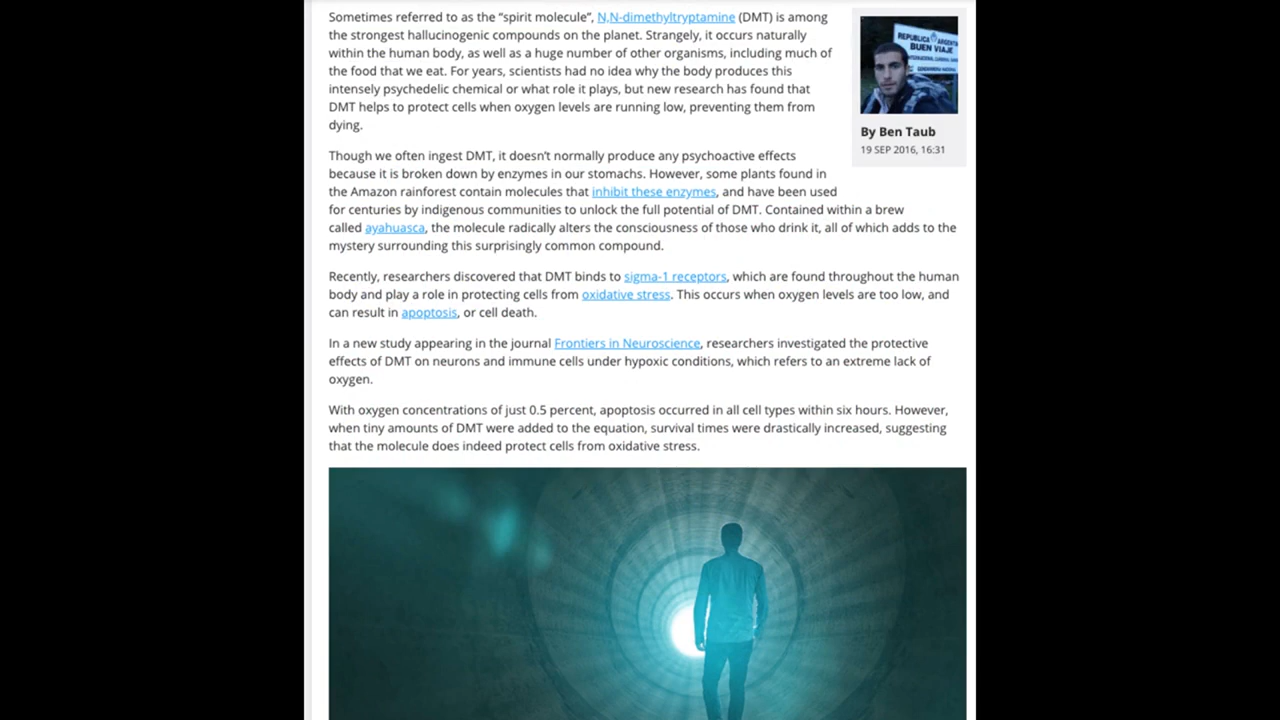 Sometimes referred to as the “spirit molecule”, N,N-dimethyltryptamine (DMT) is among
the strongest hallucinogenic compounds on the planet. Strangely, it occurs naturally
within the human body, as well as a huge number of other organisms, including much of
the food that we eat. For years, scientists had no idea why the body produces this
intensely psychedelic chemical or what role it plays, but new research has found that
DMT helps to protect cells when oxygen levels are running low, preventing them from
dying.
REPUBLICA ARGENTA
BUEN VIAJE
By Ben Taub
19 SEP 2016, 16:31
Though we often ingest DMT, it doesn’t normally produce any psychoactive effects
because it is broken down by enzymes in our stomachs. However, some plants found in
the Amazon rainforest contain molecules that inhibit these enzymes, and have been used
for centuries by indigenous communities to unlock the full potential of DMT. Contained within a brew
called ayahuasca, the molecule radically alters the consciousness of those who drink it, all of which adds to the
mystery surrounding this surprisingly common compound.
Recently, researchers discovered that DMT binds to sigma-1 receptors, which are found throughout the human
body and play a role in protecting cells from oxidative stress. This occurs when oxygen levels are too low, and
can result in apoptosis, or cell death.
In a new study appearing in the journal Frontiers in Neuroscience, researchers investigated the protective
effects of DMT on neurons and immune cells under hypoxic conditions, which refers to an extreme lack of
oxygen.
With oxygen concentrations of just 0.5 percent, apoptosis occurred in all cell types within six hours. However,
when tiny amounts of DMT were added to the equation, survival times were drastically increased, suggesting
that the molecule does indeed protect cells from oxidative stress.